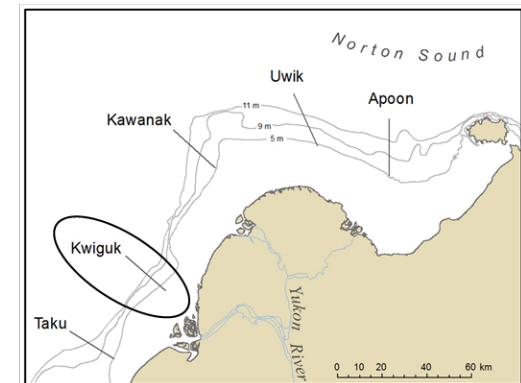 Norton Sound
Uwik
Apoon
11 m
Kawanak
9 m
5 m
Kwiguk
Yukon River
Taku
0 10 20 40 60 km